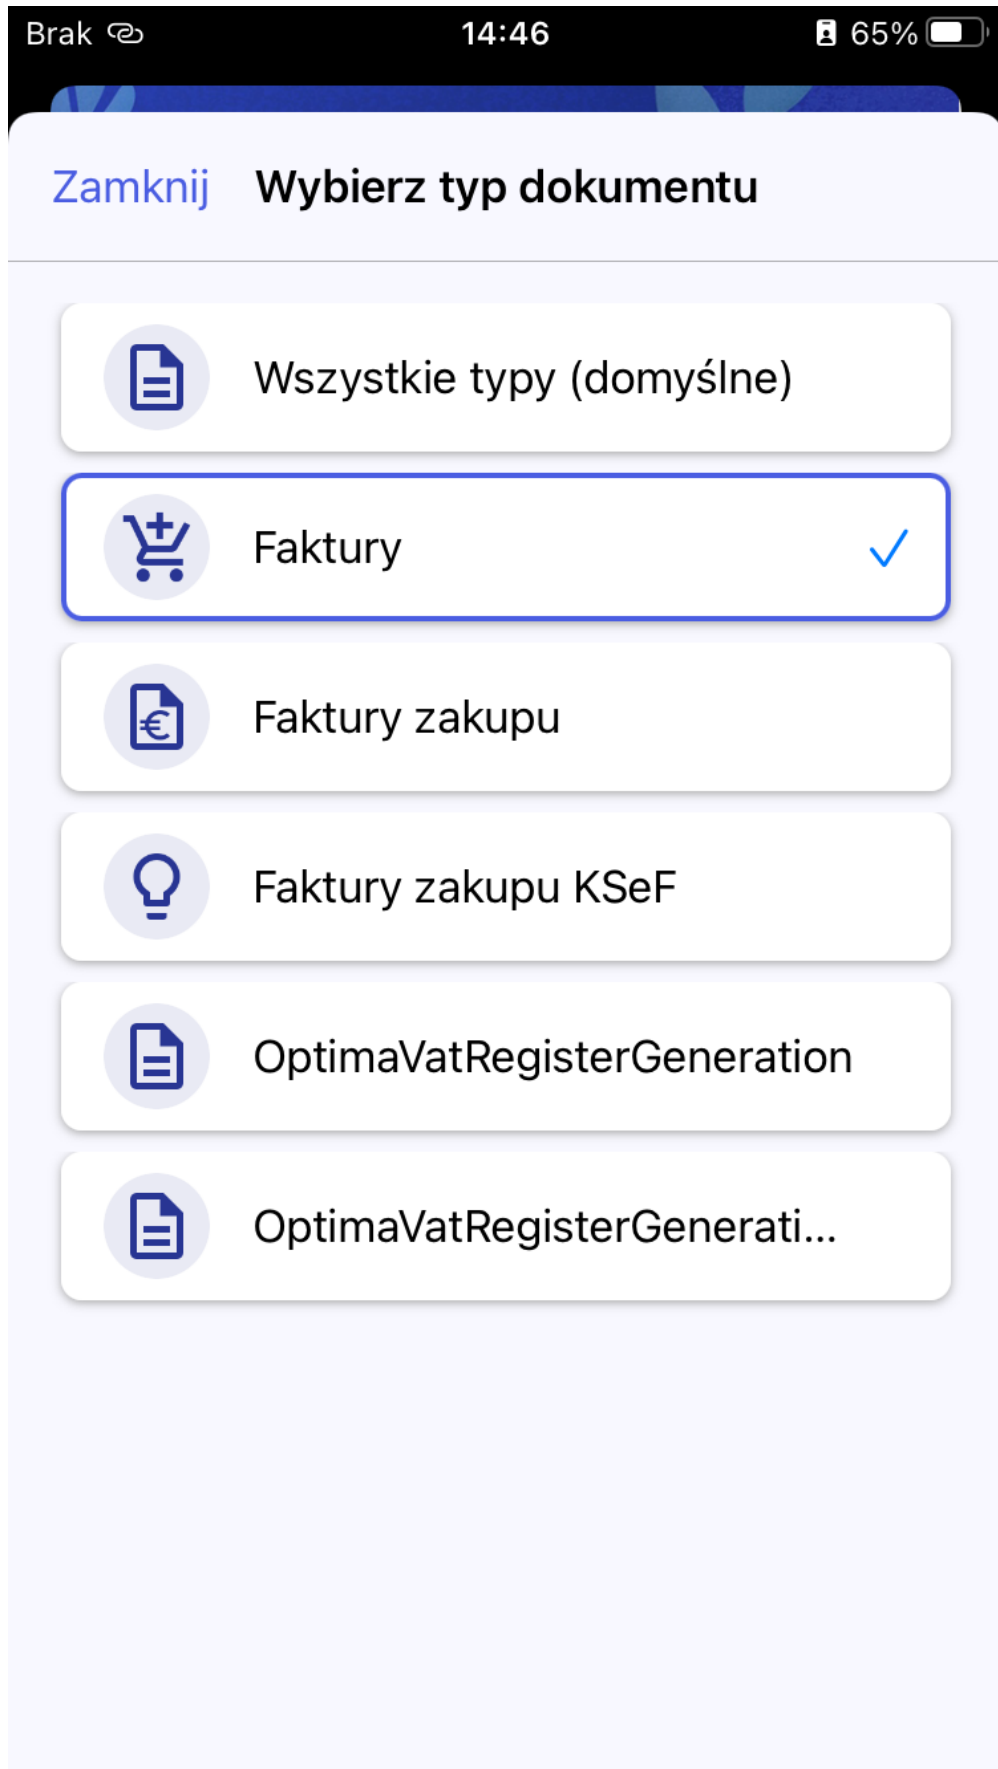 Brak 14:46 65%
Zamknij Wybierz typ dokumentu
Wszystkie typy (domyślne)
Faktury
Faktury zakupu
Faktury zakupu KSeF
OptimaVatRegisterGeneration
OptimaVatRegisterGenerati...